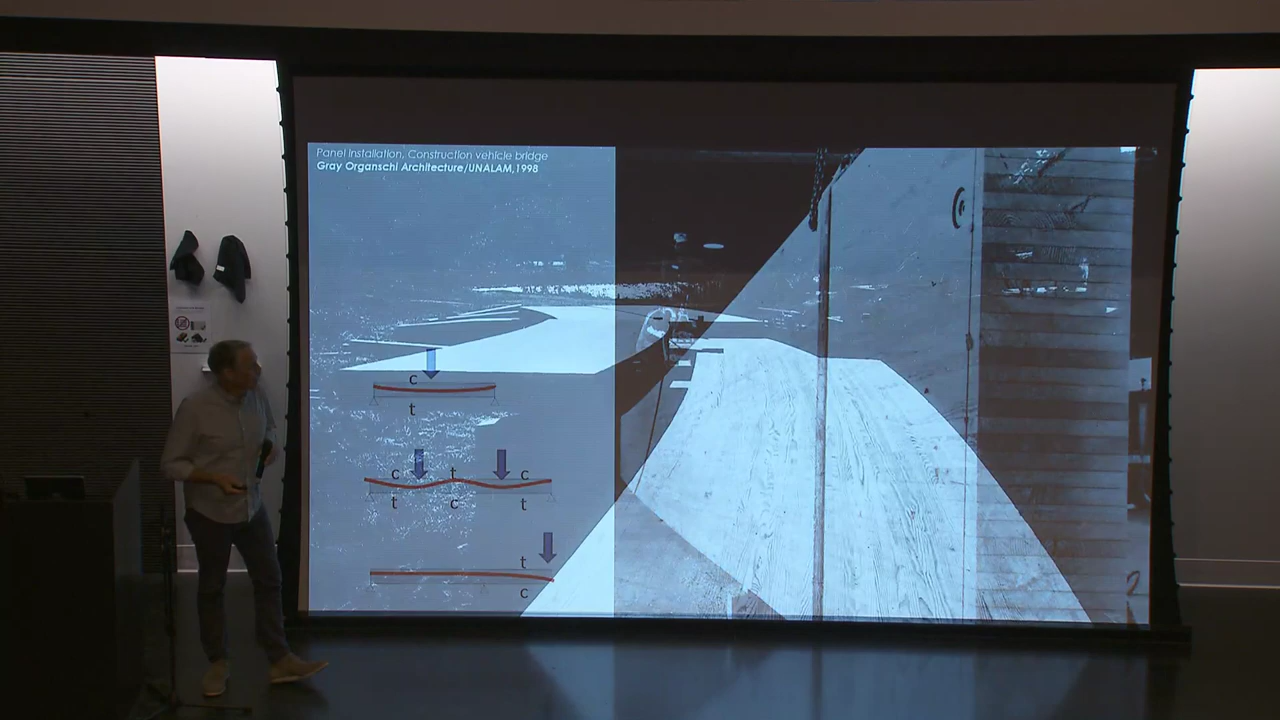 Panel Installation, Construction vehicle bridge
Gray Organschi Architecture/UNALAM,1998
c
t
c t c
t c t
t
c